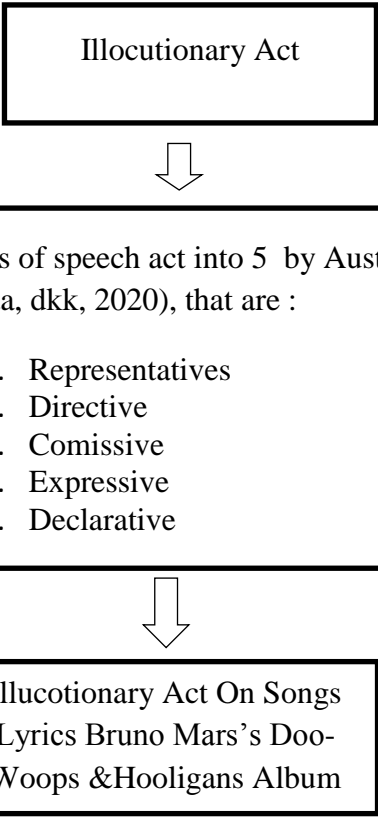 Illocutionary Act
s of speech act into 5 by Aust
a, dkk, 2020), that are :
. Representatives
. Directive
. Comissive
. Expressive
. Declarative
llucotionary Act On Songs
Lyrics Bruno Mars’s Doo-
Woops &Hooligans Album